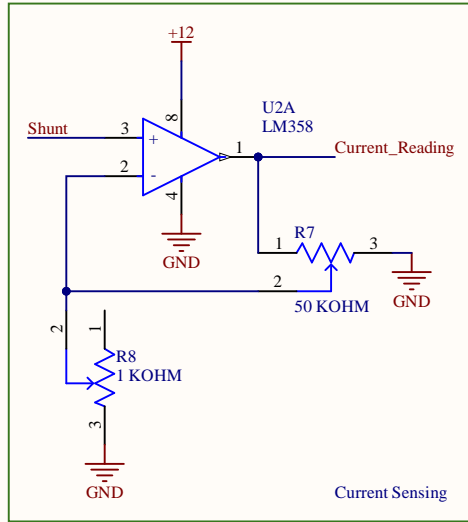 +12
8
U2A
LM358
Shunt
3
+
1
Current_Reading
2
-
4
GND
R7
1
3
2
50 KOHM
GND
2
1
R8
1 KOHM
3
GND
Current Sensing